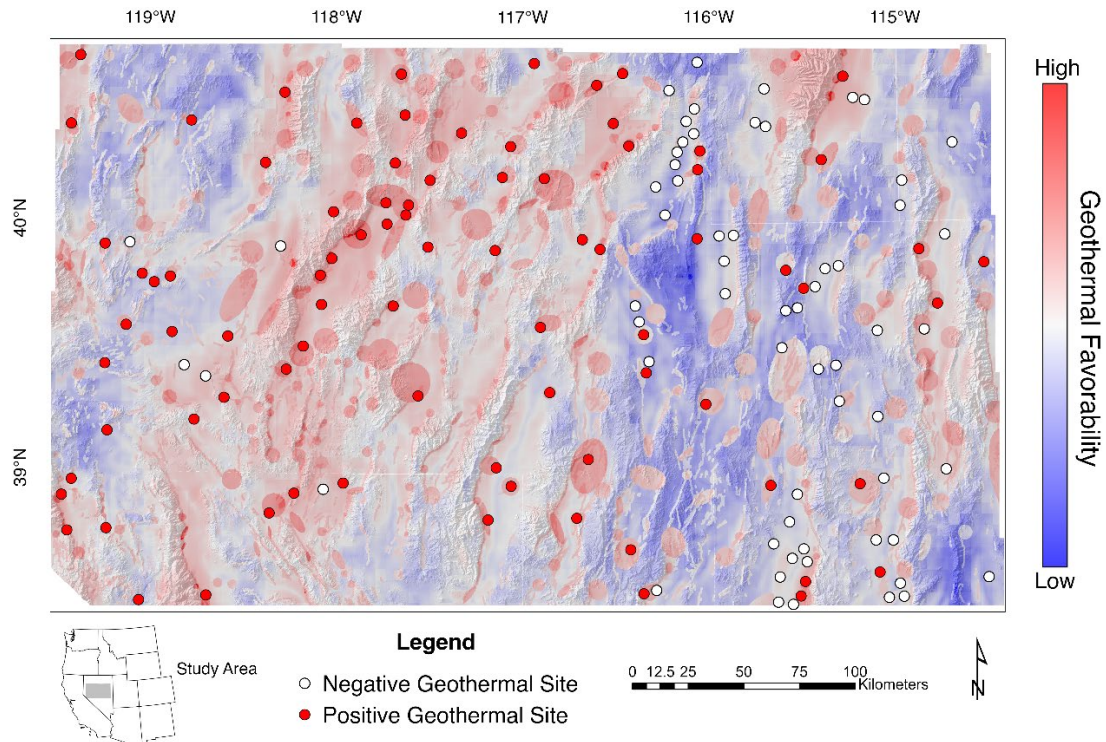 119°W 118°W 117°W 116°W 115°W
High
40°N
39°N
Geothermal Favorability
Low
Study Area
Legend
Negative Geothermal Site
Positive Geothermal Site
0 12.5 25 50 75 100
Kilometers
N